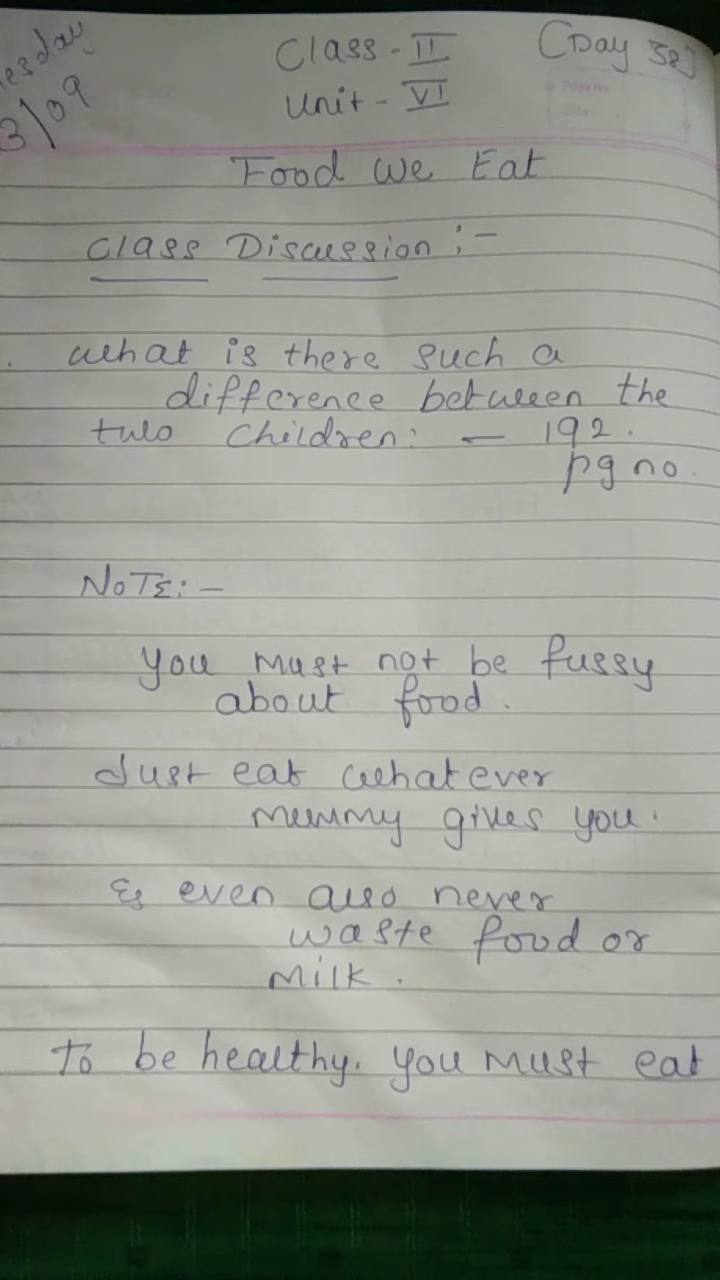 esday
3/09
Class - II
[Day 38]
Unit - VI
Food We Eat
Class Discussion :-
what is there such a
difference between the
two Children: - 192.
pg no.
NOTE: -
you must not be fussy
about food.
Just eat whatever
mummy gives you.
& even also never
waste food or
milk.
To be healthy. you must eat